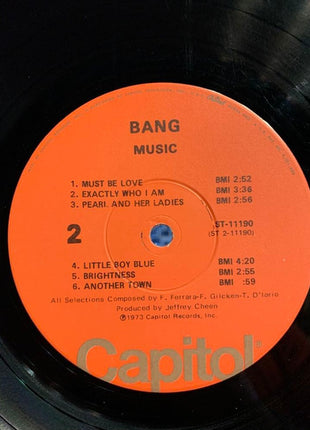 BANG
MUSIC
1. MUST BE LOVE BMI 2:52
2. EXACTLY WHO I AM BMI 3:36
3. PEARL AND HER LADIES BMI 2:56
2
ST-11190
(ST 2-11190)
4. LITTLE BOY BLUE BMI 4:20
5. BRIGHTNESS BMI 2:55
6. ANOTHER TOWN BMI :59
All Selections Composed by F. Ferrara-F. Glicken-T. D'Iorio
Produced by Jeffrey Cheen
℗1973 Capitol Records, Inc.
Capitol®